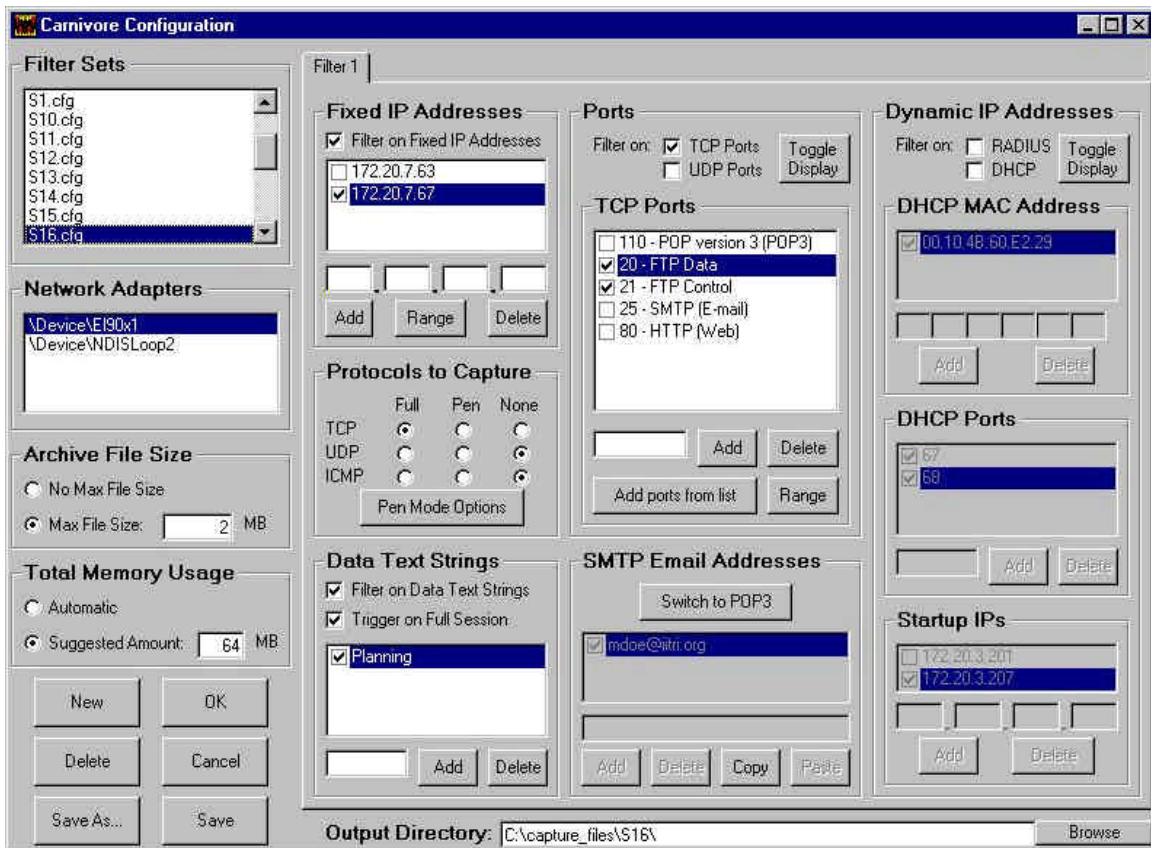 Carnivore Configuration
Filter Sets
S1.cfg
S10.cfg
S11.cfg
S12.cfg
S13.cfg
S14.cfg
S15.cfg
S16.cfg
Network Adapters
\Device\El90x1
\Device\NDISLoop2
Archive File Size
No Max File Size
Max File Size: 2 MB
Total Memory Usage
Automatic
Suggested Amount: 64 MB
New OK
Delete Cancel
Save As... Save
Filter 1
Fixed IP Addresses
Filter on Fixed IP Addresses
172.20.7.63
172.20.7.67
. . .
Add Range Delete
Protocols to Capture
Full Pen None
TCP
UDP
ICMP
Pen Mode Options
Data Text Strings
Filter on Data Text Strings
Trigger on Full Session
Planning
Add Delete
Ports
Filter on: TCP Ports
UDP Ports
Toggle
Display
TCP Ports
110 - POP version 3 (POP3)
20 - FTP Data
21 - FTP Control
25 - SMTP (E-mail)
80 - HTTP (Web)
Add Delete
Add ports from list Range
SMTP Email Addresses
Switch to POP3
mdoe@iitri.org
Add Delete Copy Paste
Dynamic IP Addresses
Filter on: RADIUS
DHCP
Toggle
Display
DHCP MAC Address
00.10.4B.60.E2.29
Add Delete
DHCP Ports
67
68
Add Delete
Startup IPs
172.20.3.201
172.20.3.207
. . .
Add Delete
Output Directory: C:\capture_files\S16\ Browse